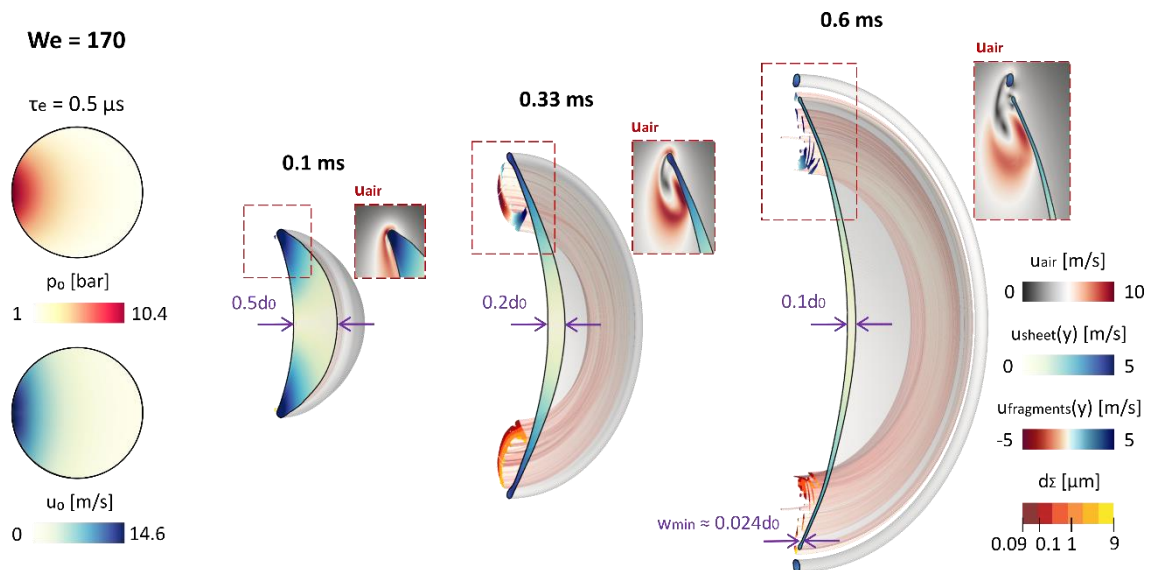 We = 170
τe = 0.5 µs
p₀ [bar]
1
10.4
u₀ [m/s]
0
14.6
0.1 ms
uair
0.5d₀
0.33 ms
uair
0.2d₀
0.6 ms
uair
0.1d₀
wmin ≈ 0.024d₀
uair [m/s]
0
10
usheet(y) [m/s]
0
5
ufragments(y) [m/s]
-5
5
dΣ [µm]
0.09
0.1
1
9